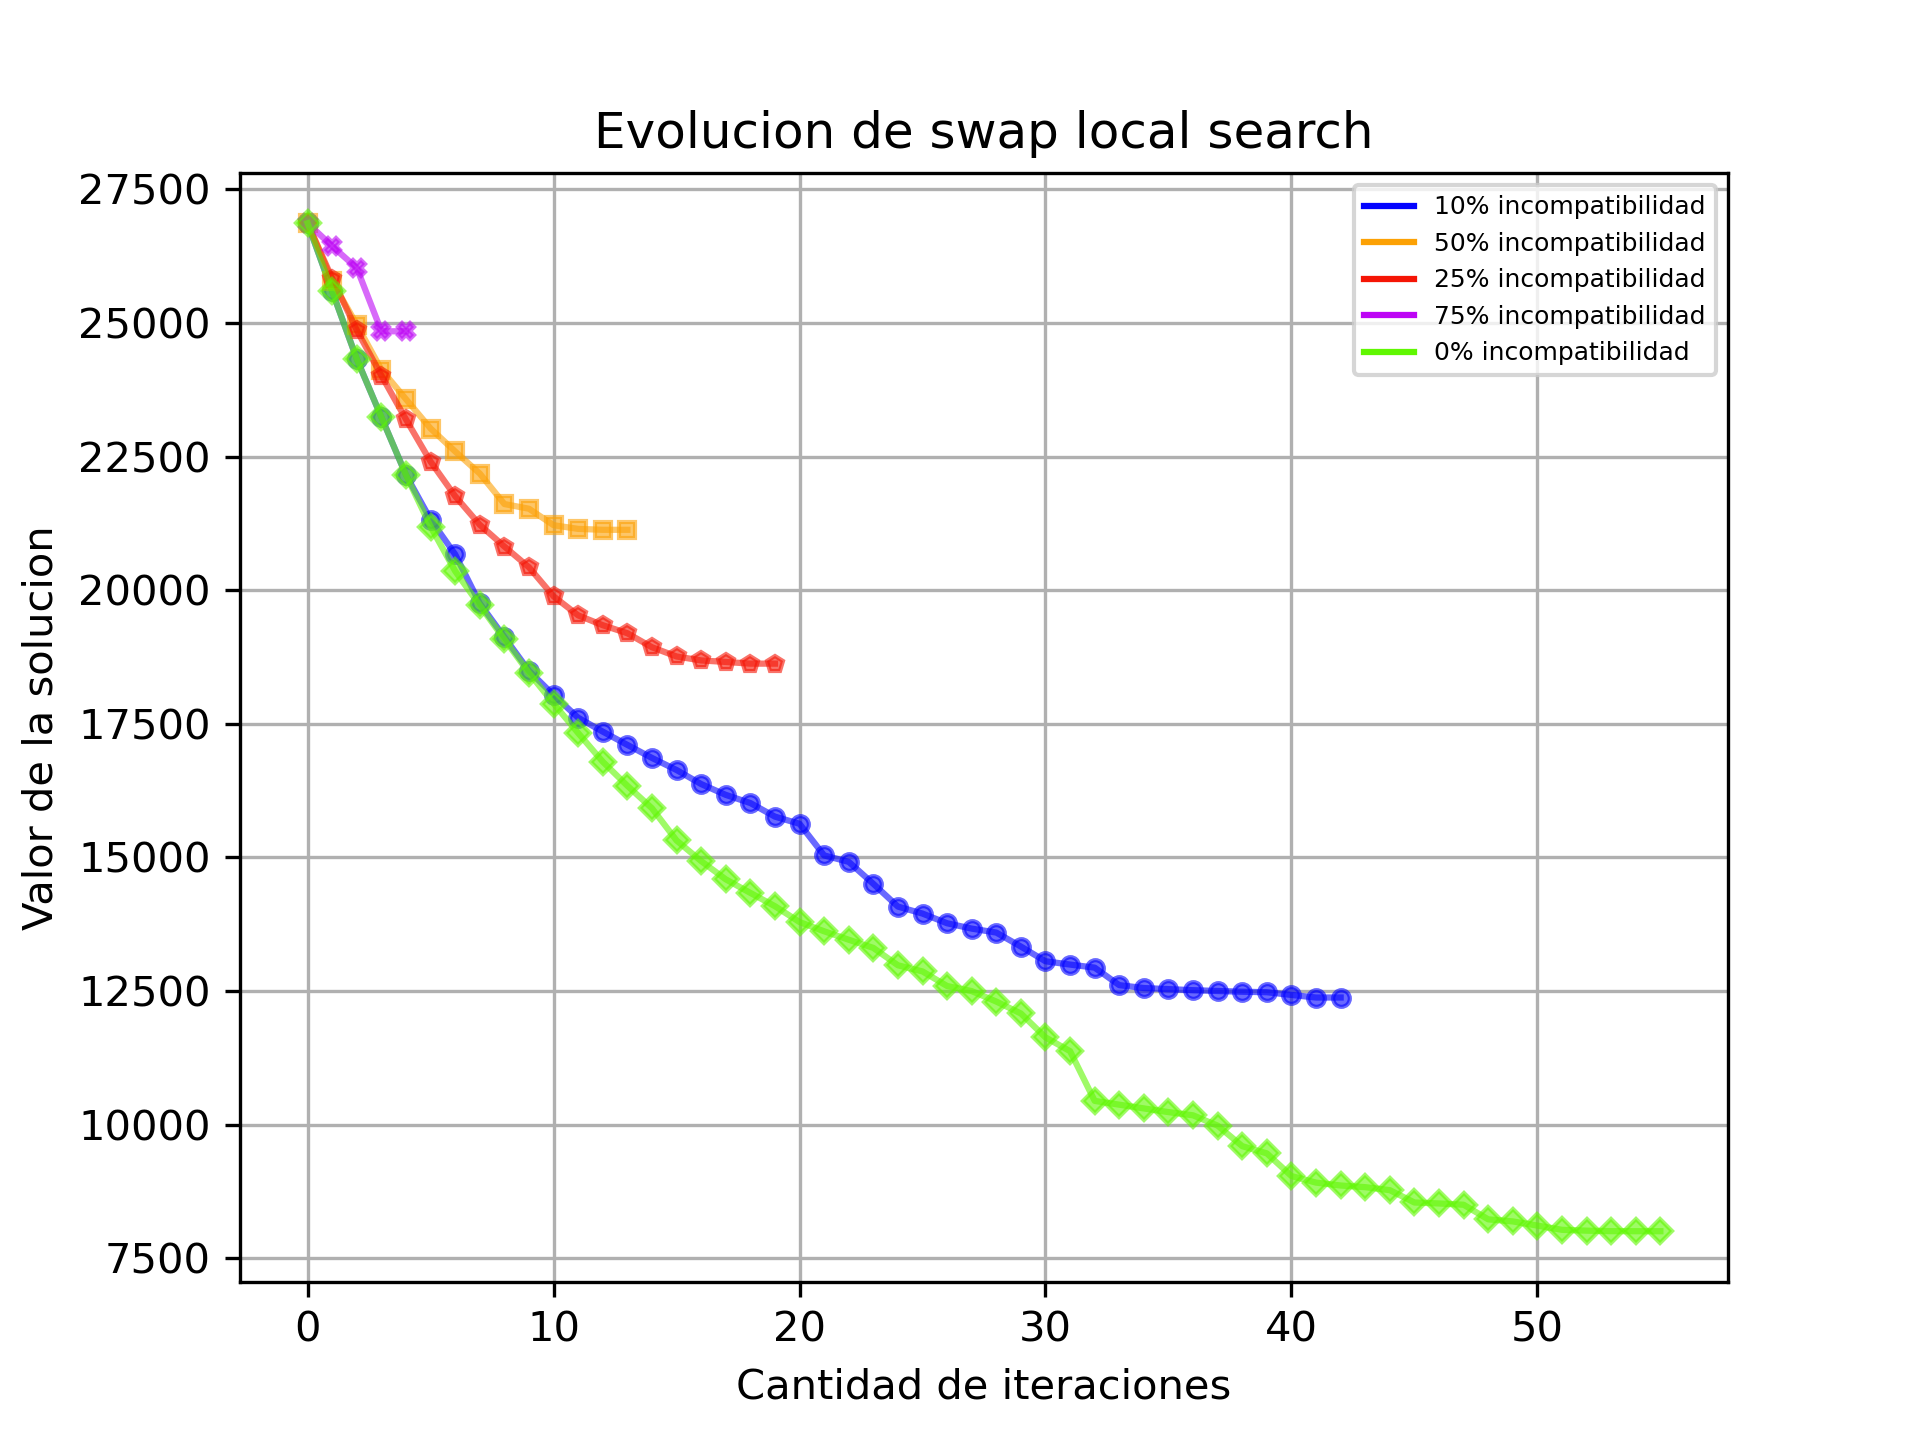 Evolucion de swap local search
27500
25000
22500
20000
17500
15000
12500
10000
7500
Valor de la solucion
10% incompatibilidad
50% incompatibilidad
25% incompatibilidad
75% incompatibilidad
0% incompatibilidad
0 10 20 30 40 50
Cantidad de iteraciones